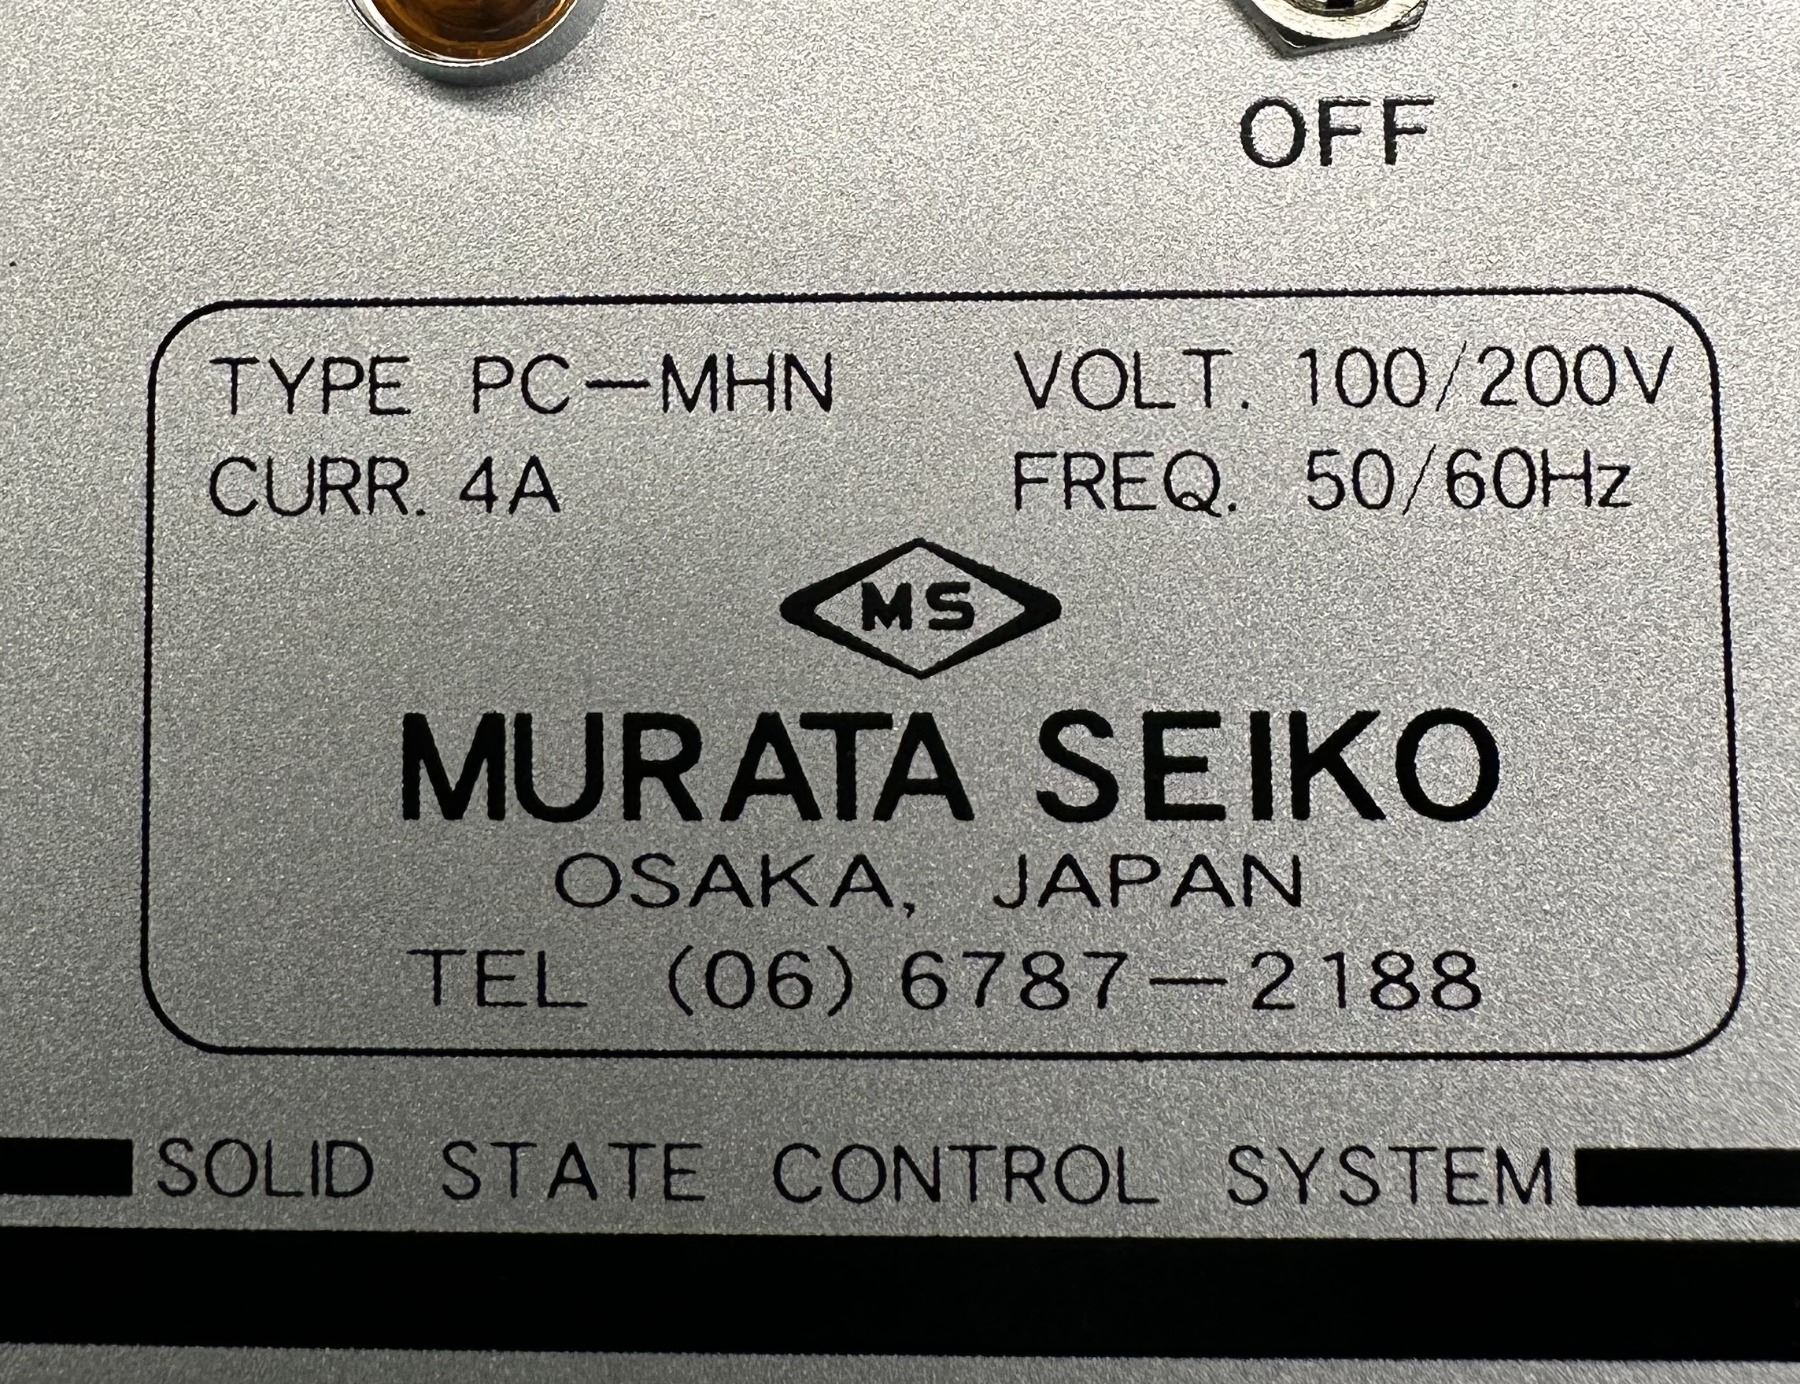 OFF
TYPE PC-MHN VOLT. 100/200V
CURR. 4A FREQ. 50/60Hz
MS
MURATA SEIKO
OSAKA, JAPAN
TEL (06) 6787-2188
SOLID STATE CONTROL SYSTEM